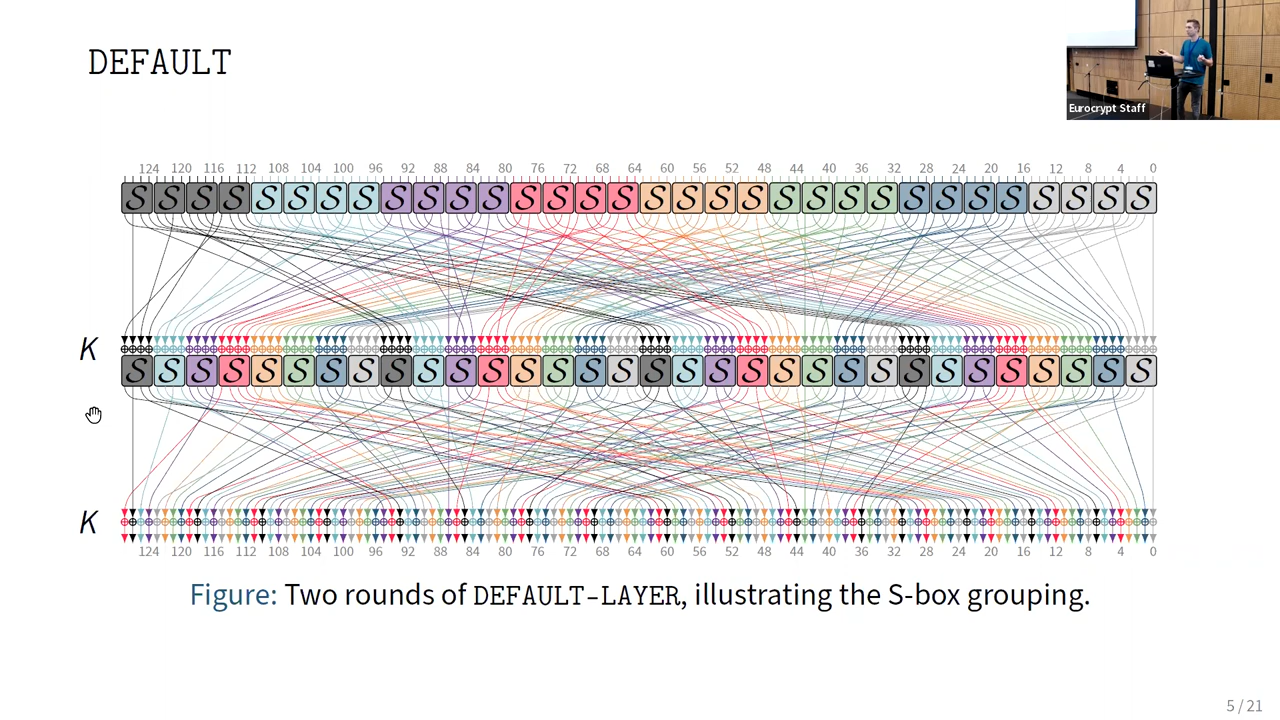 DEFAULT
Eurocrypt Staff
124 120 116 112 108 104 100 96 92 88 84 80 76 72 68 64 60 56 52 48 44 40 36 32 28 24 20 16 12 8 4 0
S S S S S S S S S S S S S S S S S S S S S S S S S S S S S S S S
K
S S S S S S S S S S S S S S S S S S S S S S S S S S S S S S S S
K
124 120 116 112 108 104 100 96 92 88 84 80 76 72 68 64 60 56 52 48 44 40 36 32 28 24 20 16 12 8 4 0
Figure: Two rounds of DEFAULT-LAYER, illustrating the S-box grouping.
5 / 21